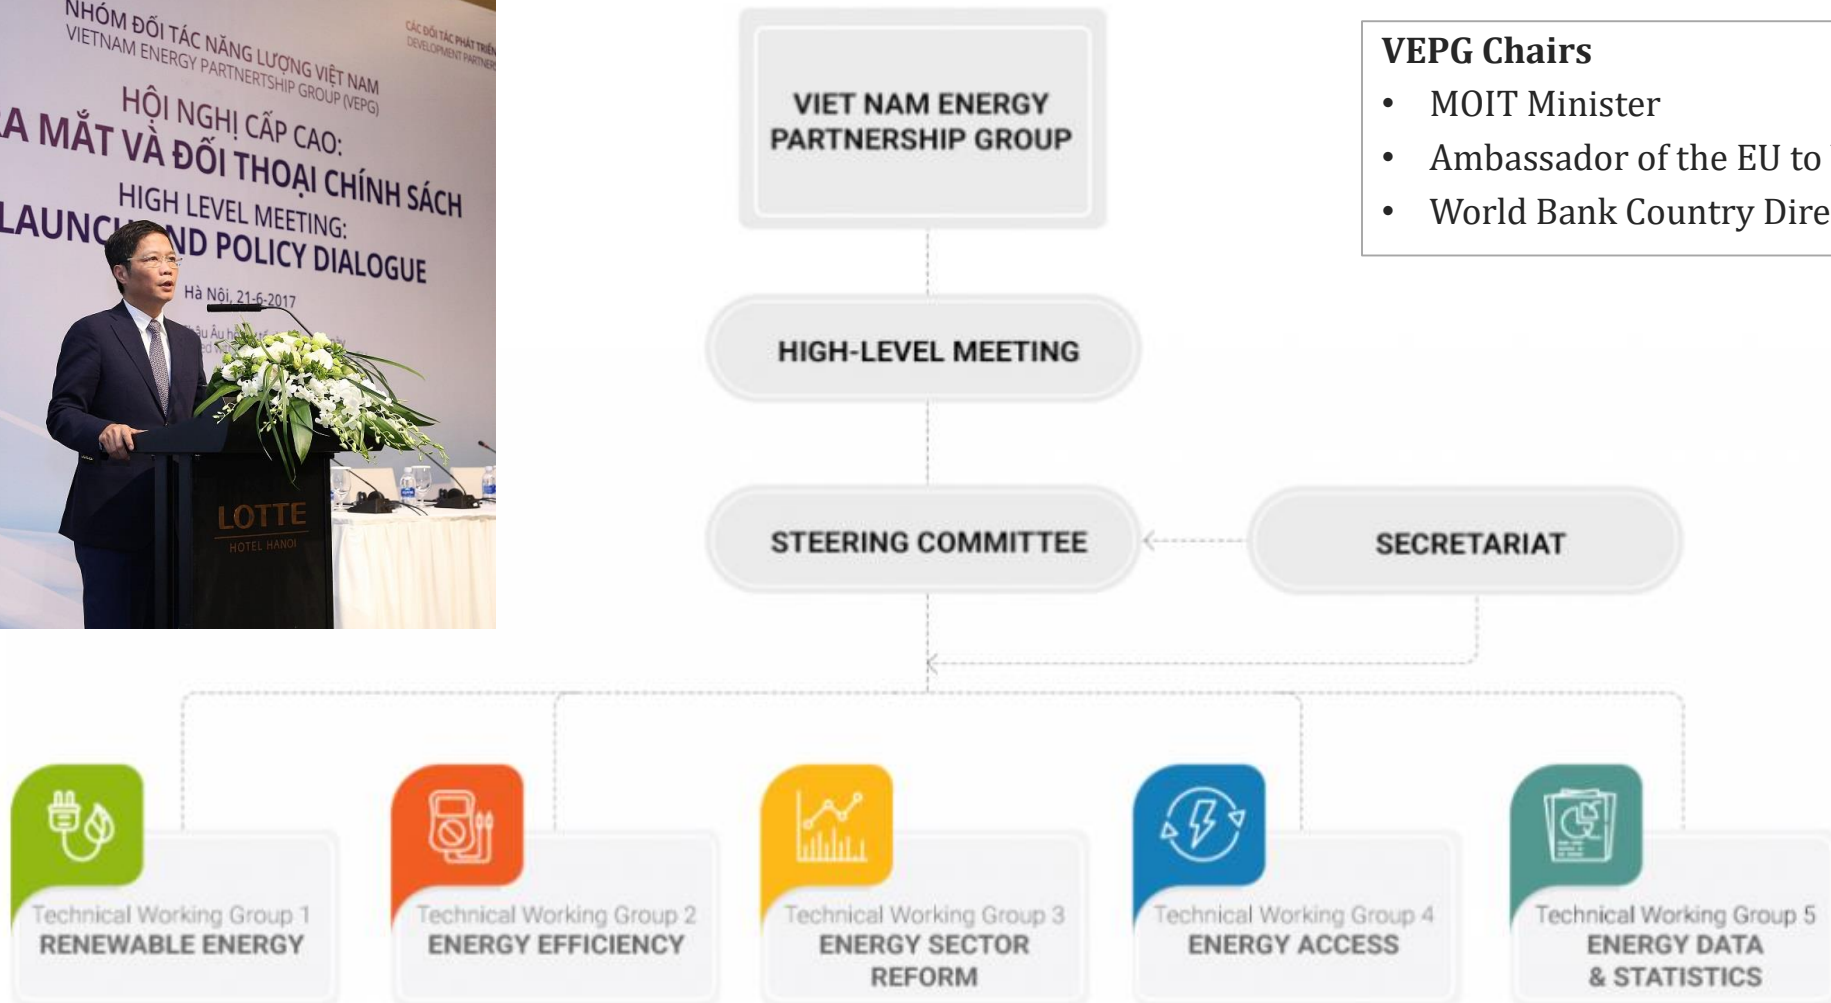 NHÓM ĐỐI TÁC NĂNG LƯỢNG VIỆT NAM
VIETNAM ENERGY PARTNERTSHIP GROUP (VEPG)
CÁC ĐỐI TÁC PHÁT TRIỂN
DEVELOPMENT PARTNERS
HỘI NGHỊ CẤP CAO:
RA MẮT VÀ ĐỐI THOẠI CHÍNH SÁCH
HIGH LEVEL MEETING:
LAUNCH AND POLICY DIALOGUE
Hà Nội, 21-6-2017
LOTTE
HOTEL HANOI
VIET NAM ENERGY
PARTNERSHIP GROUP
VEPG Chairs
• MOIT Minister
• Ambassador of the EU to
• World Bank Country Dire
HIGH-LEVEL MEETING
STEERING COMMITTEE
SECRETARIAT
Technical Working Group 1
RENEWABLE ENERGY
Technical Working Group 2
ENERGY EFFICIENCY
Technical Working Group 3
ENERGY SECTOR
REFORM
Technical Working Group 4
ENERGY ACCESS
Technical Working Group 5
ENERGY DATA
& STATISTICS